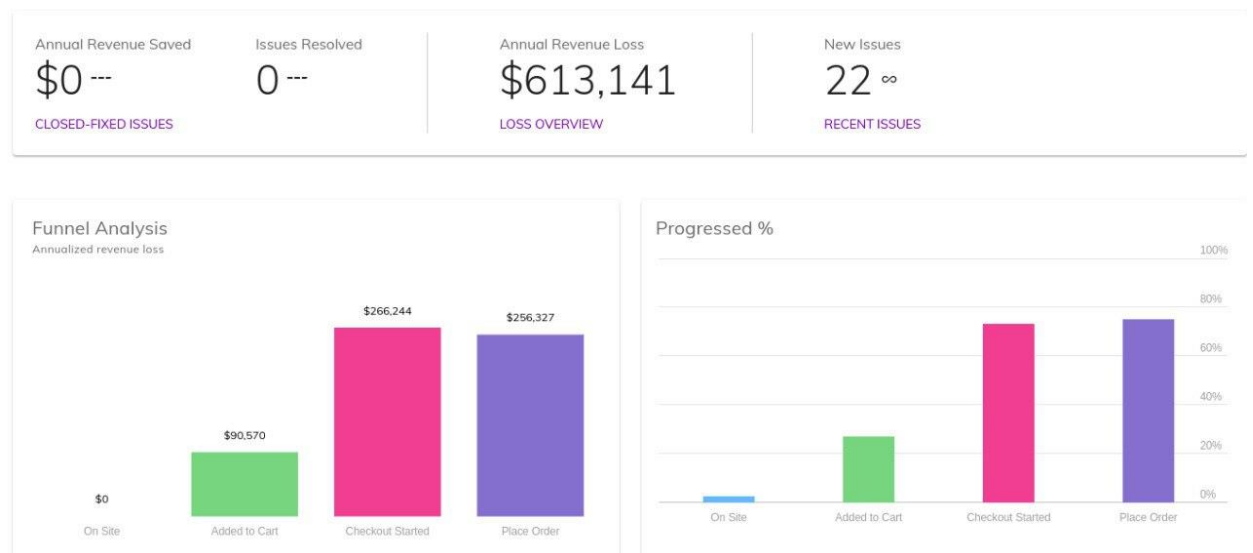 Annual Revenue Saved
$0 ---
CLOSED-FIXED ISSUES
Issues Resolved
0 ---
Annual Revenue Loss
$613,141
LOSS OVERVIEW
New Issues
22 ∞
RECENT ISSUES
Funnel Analysis
Annualized revenue loss
$0
$90,570
$266,244
$256,327
On Site
Added to Cart
Checkout Started
Place Order
Progressed %
100%
80%
60%
40%
20%
0%
On Site
Added to Cart
Checkout Started
Place Order